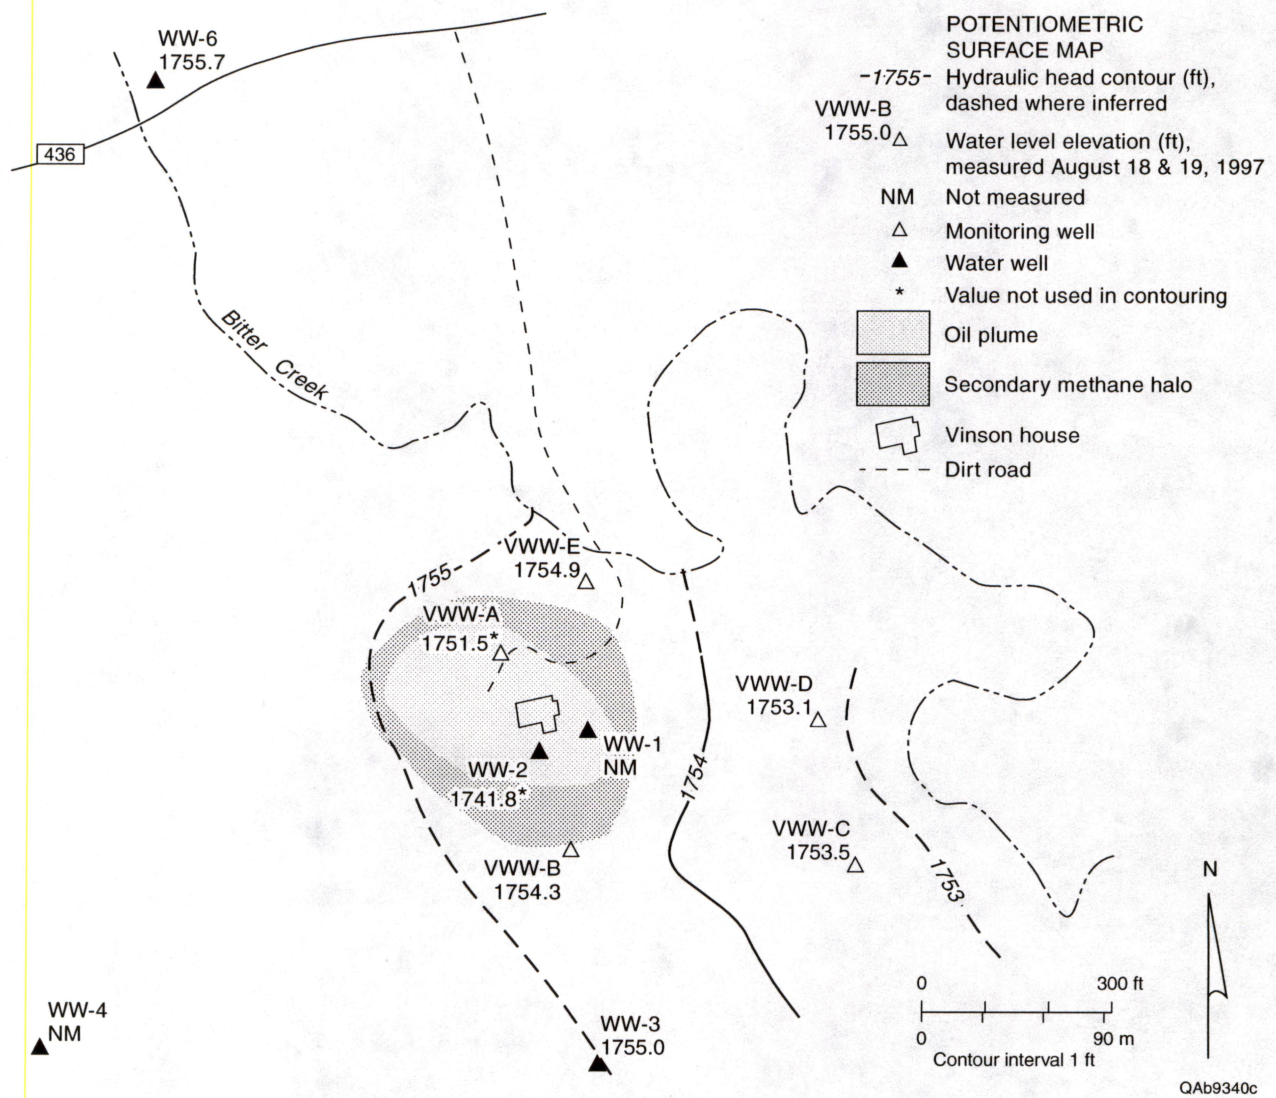 WW-6
1755.7
436
Bitter Creek
POTENTIOMETRIC
SURFACE MAP
-1755- Hydraulic head contour (ft),
dashed where inferred
VWW-B
1755.0 Water level elevation (ft),
measured August 18 & 19, 1997
NM Not measured
Monitoring well
Water well
* Value not used in contouring
Oil plume
Secondary methane halo
Vinson house
Dirt road
VWW-E
1754.9
1755
VWW-A
1751.5*
VWW-D
1753.1
WW-1
NM
WW-2
1741.8*
1754
VWW-C
1753.5
VWW-B
1754.3
1753
N
0 300 ft
0 90 m
Contour interval 1 ft
WW-4
NM
WW-3
1755.0
QAb9340c